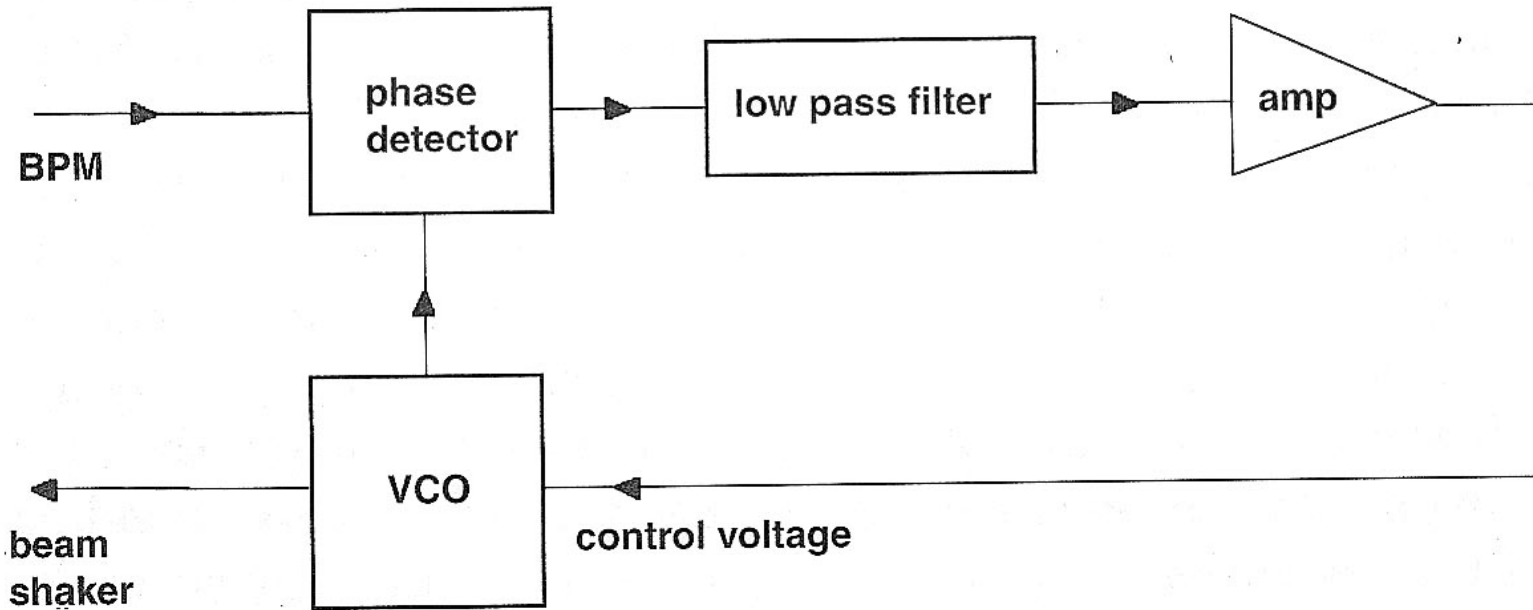 phase
detector
low pass filter
amp
BPM
VCO
control voltage
beam
shaker